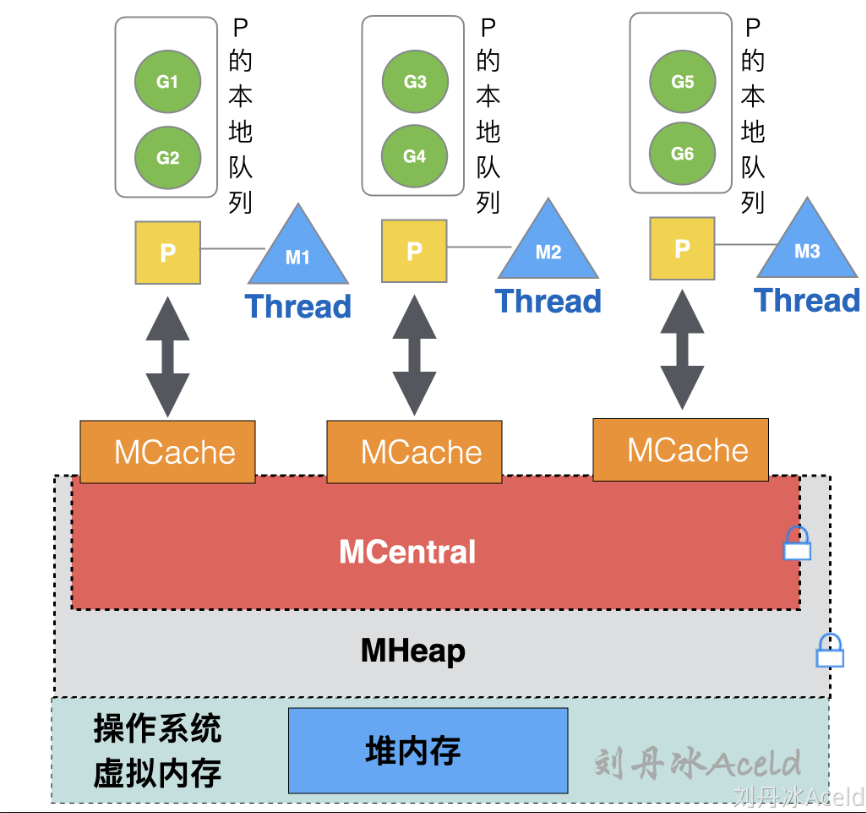 P的本地队列
P的本地队列
P的本地队列
G1
G3
G5
G2
G4
G6
P
M1
P
M2
P
M3
Thread
Thread
Thread
MCache
MCache
MCache
MCentral
MHeap
操作系统
虚拟内存
堆内存
刘丹冰Aceld
刘丹冰Aceld